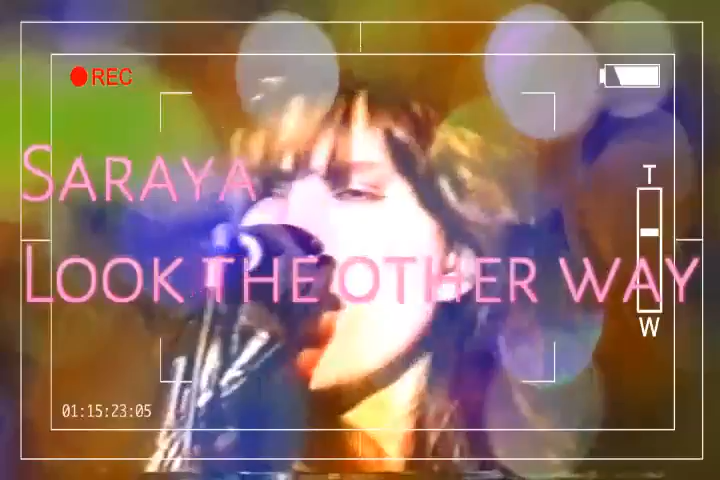 REC
SARAYA
T
LOOK THE OTHER WAY
W
01:15:23:05